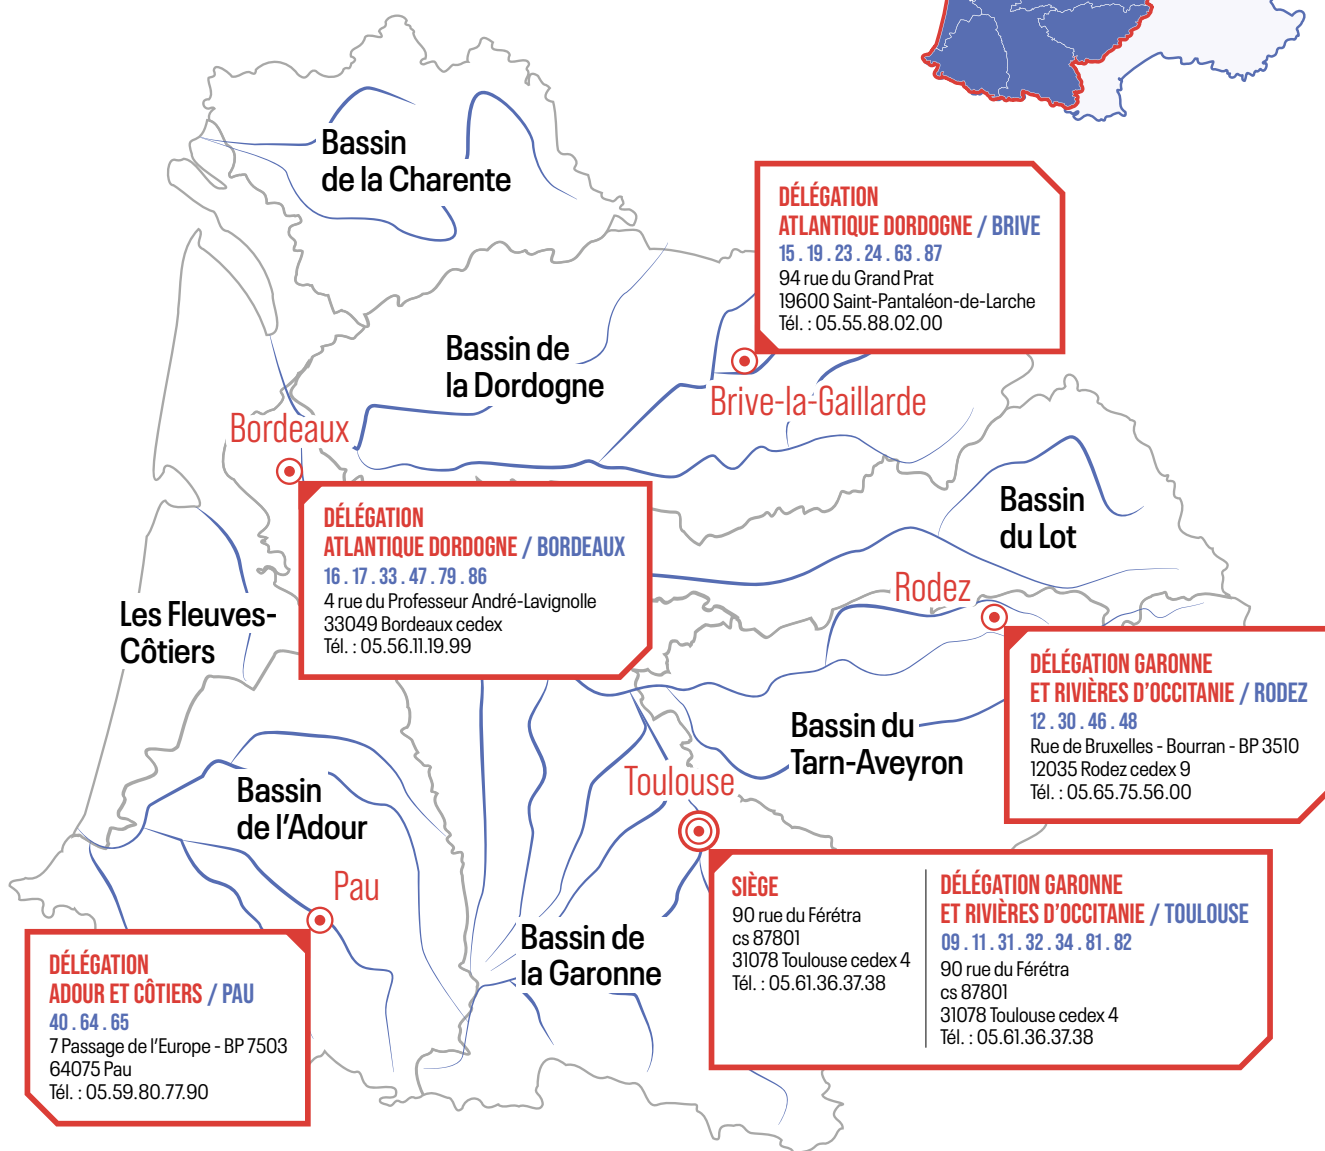 Bassin
de la Charente
DÉLÉGATION
ATLANTIQUE DORDOGNE / BRIVE
15 . 19 . 23 . 24 . 63 . 87
94 rue du Grand Prat
19600 Saint-Pantaléon-de-Larche
Tél. : 05.55.88.02.00
Bassin de
la Dordogne
Brive-la-Gaillarde
Bordeaux
DÉLÉGATION
ATLANTIQUE DORDOGNE / BORDEAUX
16 . 17 . 33 . 47 . 79 . 86
4 rue du Professeur André-Lavignolle
33049 Bordeaux cedex
Tél. : 05.56.11.19.99
Bassin
du Lot
Rodez
Les Fleuves-
Côtiers
DÉLÉGATION GARONNE
ET RIVIÈRES D'OCCITANIE / RODEZ
12 . 30 . 46 . 48
Rue de Bruxelles - Bourran - BP 3510
12035 Rodez cedex 9
Tél. : 05.65.75.56.00
Bassin du
Tarn-Aveyron
Toulouse
Bassin
de l'Adour
Pau
SIÈGE
90 rue du Férétra
cs 87801
31078 Toulouse cedex 4
Tél. : 05.61.36.37.38
DÉLÉGATION GARONNE
ET RIVIÈRES D'OCCITANIE / TOULOUSE
09 . 11 . 31 . 32 . 34 . 81 . 82
90 rue du Férétra
cs 87801
31078 Toulouse cedex 4
Tél. : 05.61.36.37.38
Bassin de
la Garonne
DÉLÉGATION
ADOUR ET CÔTIERS / PAU
40 . 64 . 65
7 Passage de l'Europe - BP 7503
64075 Pau
Tél. : 05.59.80.77.90